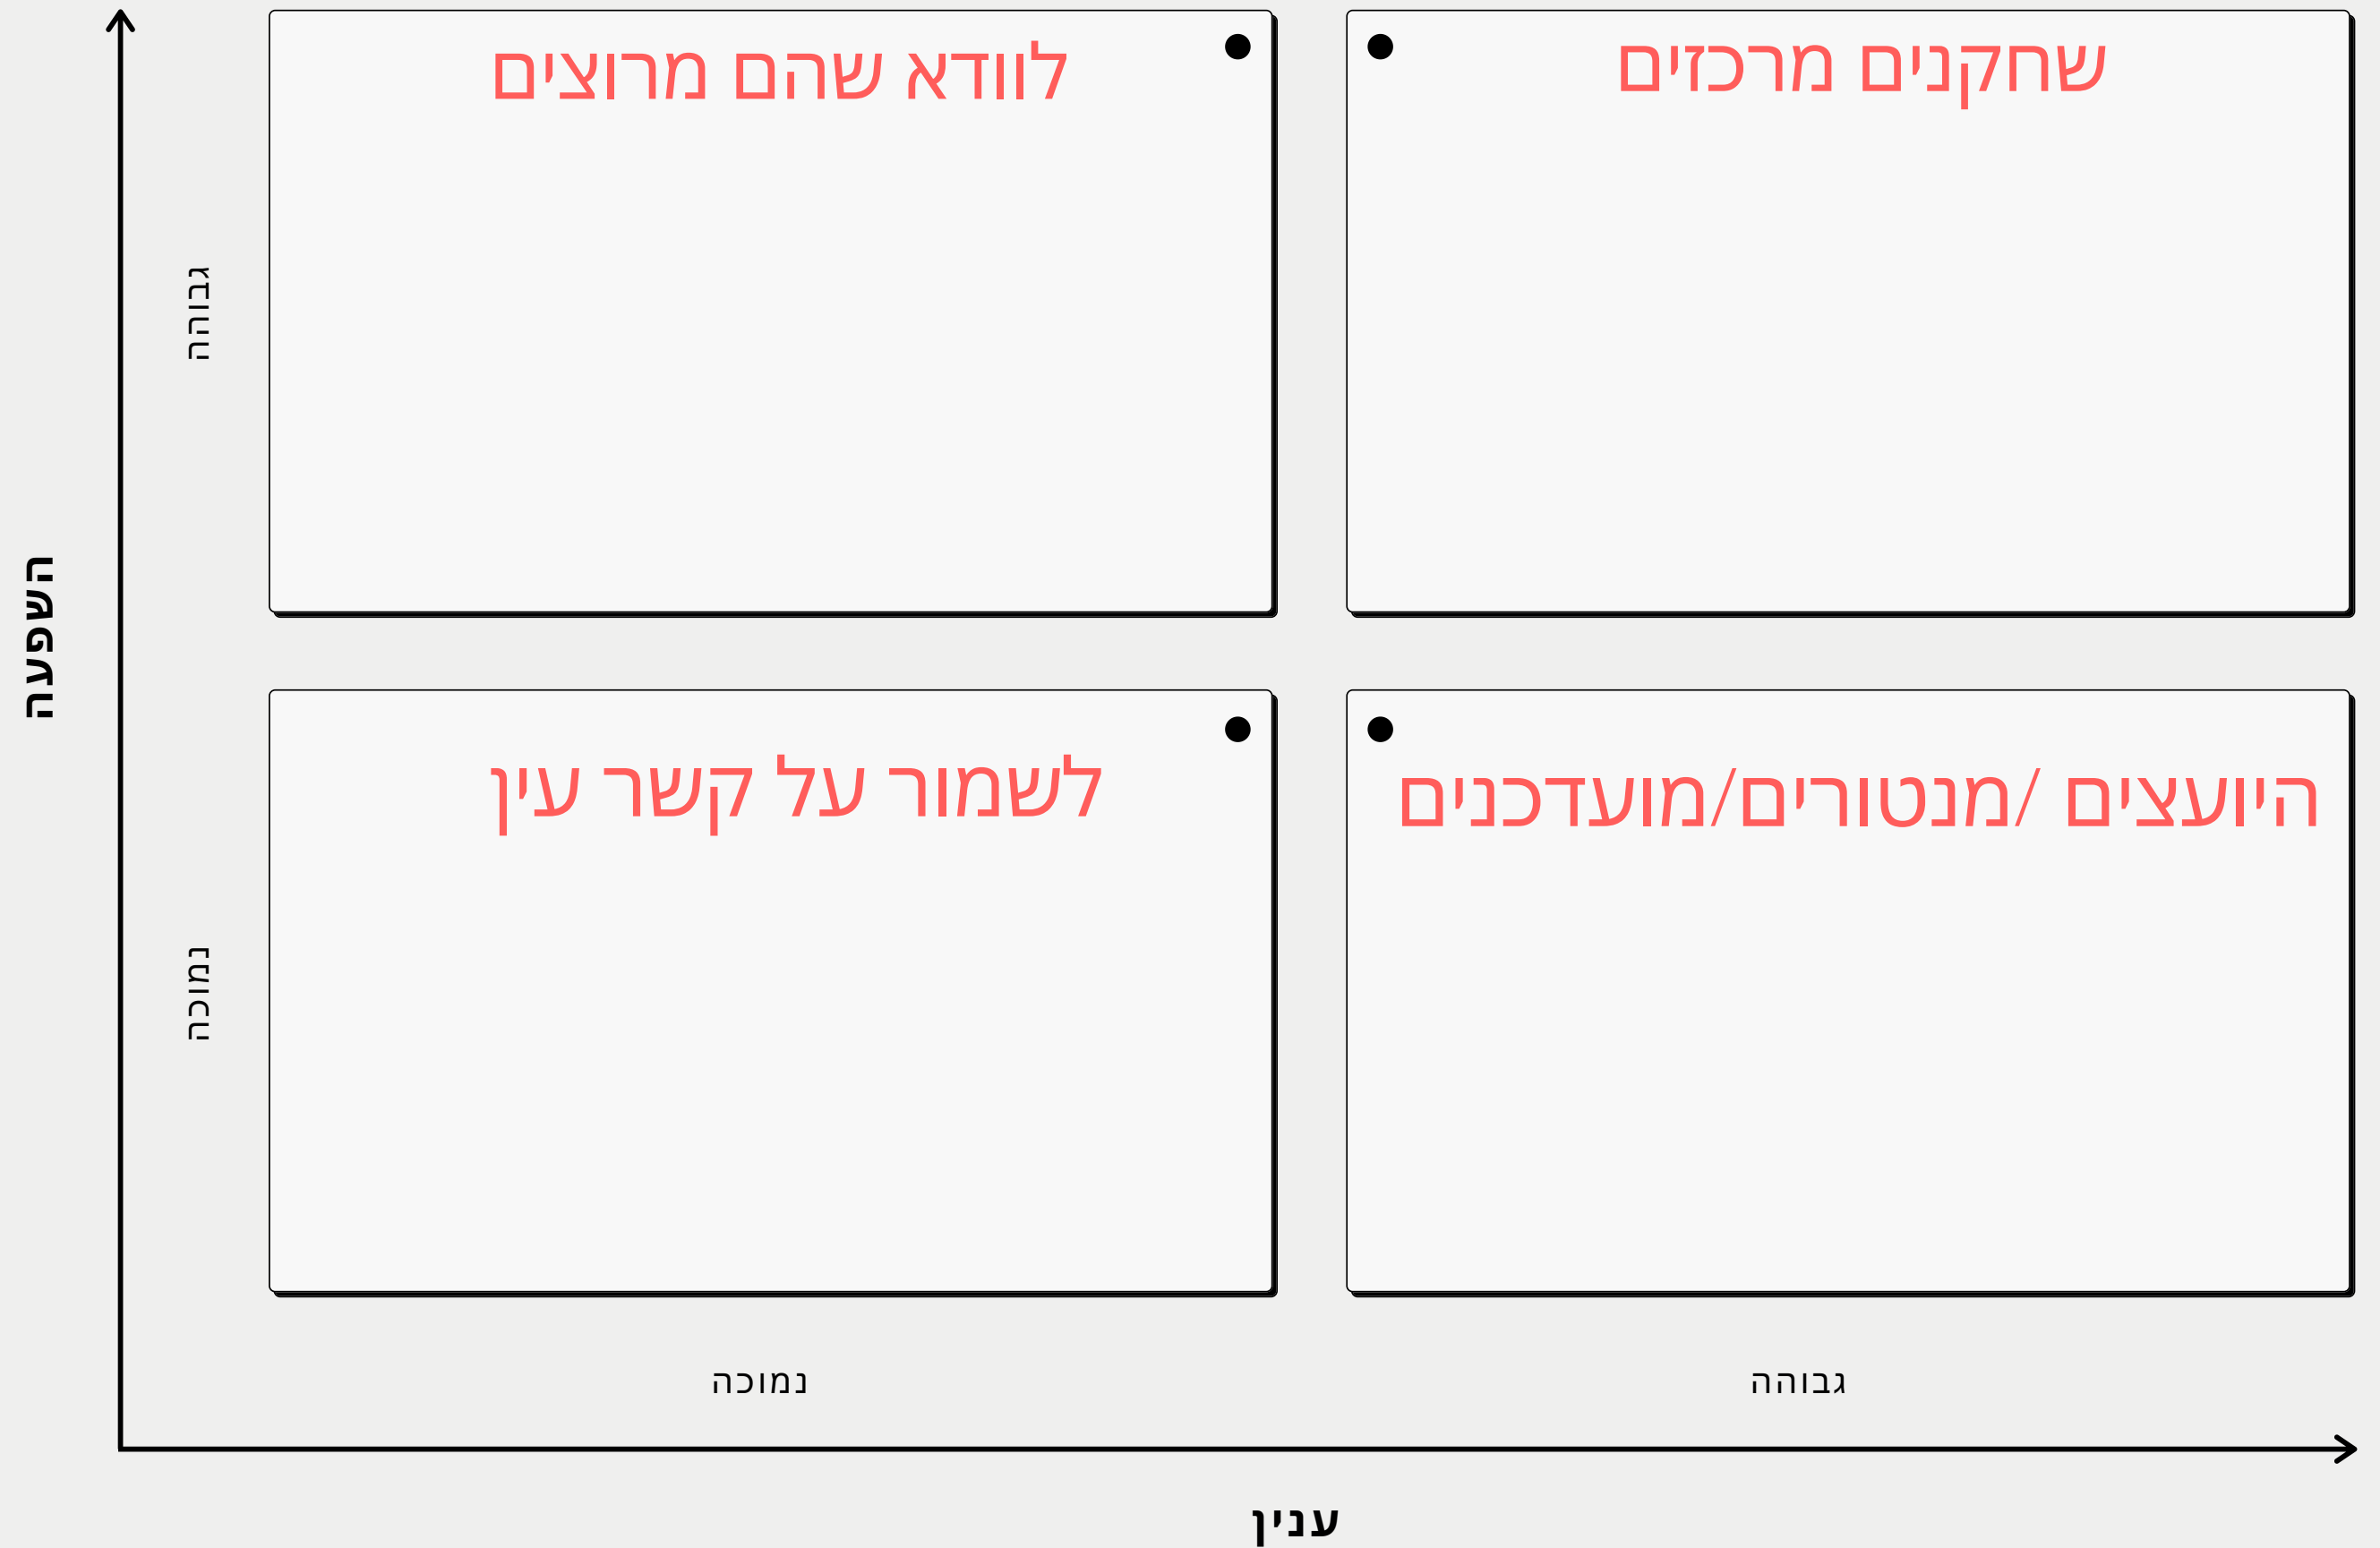 שחקנים מרכזים
לוודא שהם מרוצים
גבוהה
השפעה
היועצים /מנטורים/מועדכנים
לשמור על קשר עין
נמוכה
גבוהה
נמוכה
ענין